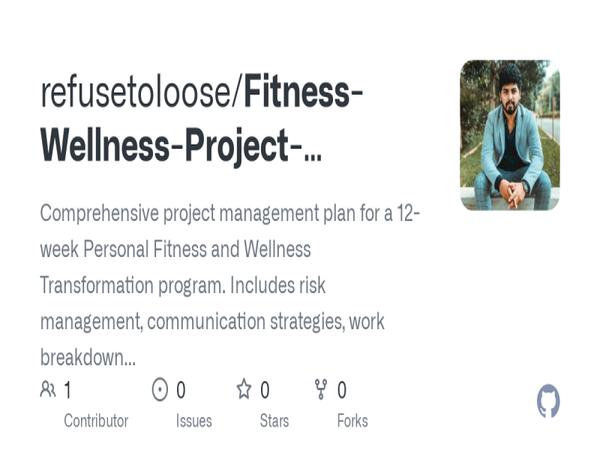 refusetoloose/Fitness-
Wellness-Project-...
Comprehensive project management plan for a 12-
week Personal Fitness and Wellness
Transformation program. Includes risk
management, communication strategies, work
breakdown...
1 0 0 0
Contributor Issues Stars Forks